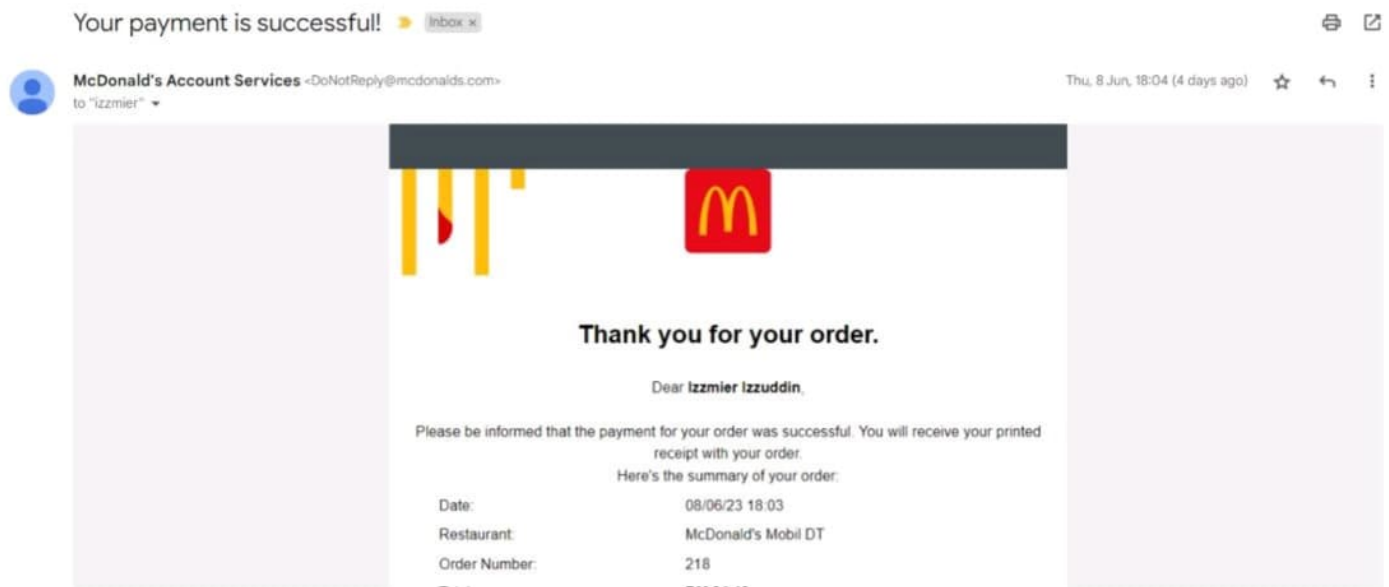 Your payment is successful! Inbox x
McDonald's Account Services <DoNotReply@mcdonalds.com> Thu, 8 Jun, 18:04 (4 days ago)
to "izzmier"
Thank you for your order.
Dear Izzmier Izzuddin,
Please be informed that the payment for your order was successful. You will receive your printed
receipt with your order.
Here's the summary of your order:
Date: 08/06/23 18:03
Restaurant: McDonald's Mobil DT
Order Number: 218